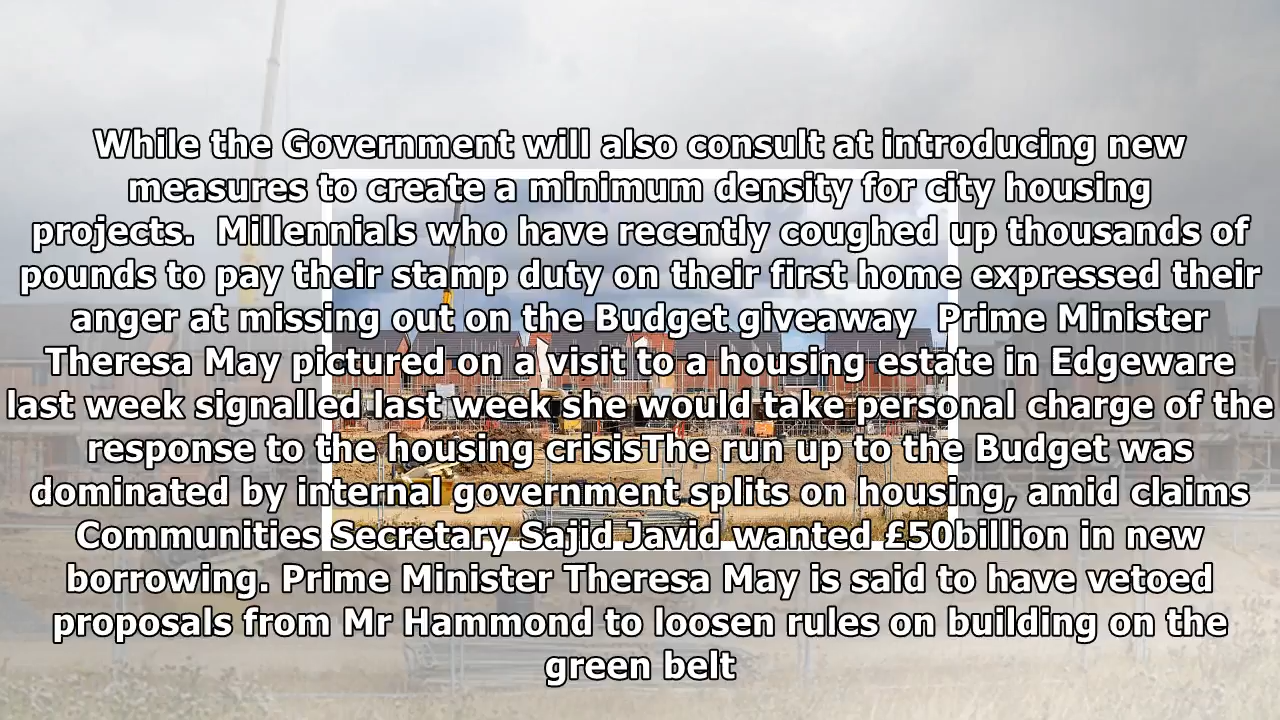 While the Government will also consult at introducing new
measures to create a minimum density for city housing
projects.  Millennials who have recently coughed up thousands of
pounds to pay their stamp duty on their first home expressed their
anger at missing out on the Budget giveaway  Prime Minister
Theresa May pictured on a visit to a housing estate in Edgeware
last week signalled last week she would take personal charge of the
response to the housing crisisThe run up to the Budget was
dominated by internal government splits on housing, amid claims
Communities Secretary Sajid Javid wanted £50billion in new
borrowing. Prime Minister Theresa May is said to have vetoed
proposals from Mr Hammond to loosen rules on building on the
green belt